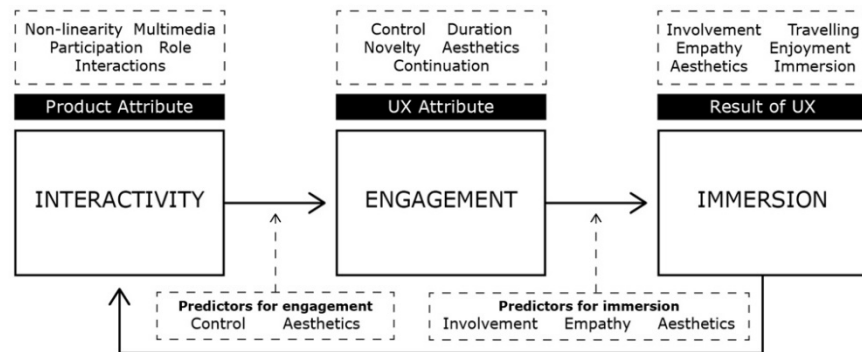 Non-linearity Multimedia
Participation Role
Interactions
Product Attribute
INTERACTIVITY
Control Duration
Novelty Aesthetics
Continuation
UX Attribute
ENGAGEMENT
Involvement Travelling
Empathy Enjoyment
Aesthetics Immersion
Result of UX
IMMERSION
Predictors for engagement
Control Aesthetics
Predictors for immersion
Involvement Empathy Aesthetics